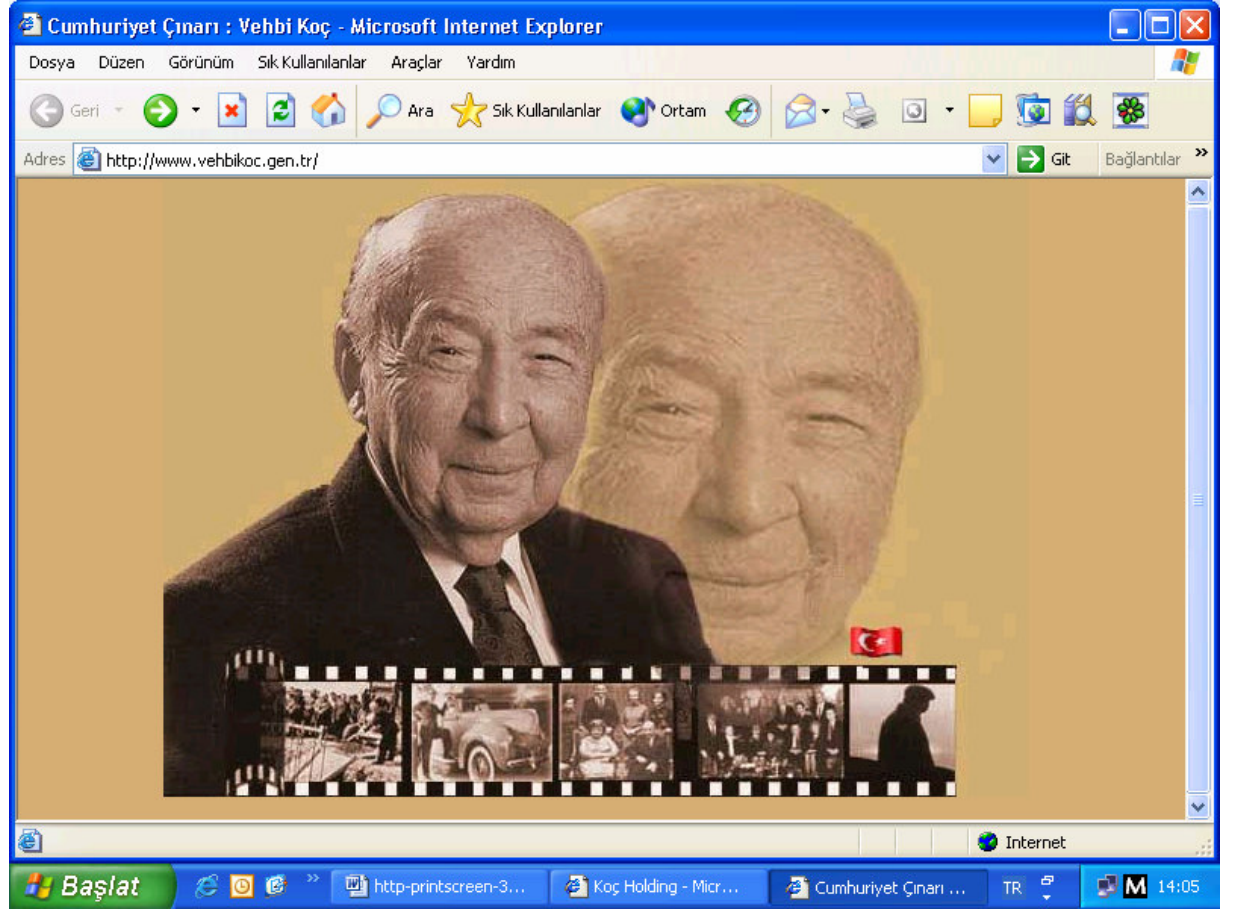 Cumhuriyet Çınarı : Vehbi Koç - Microsoft Internet Explorer
Dosya Düzen Görünüm Sık Kullanılanlar Araçlar Yardım
Geri Ara Sık Kullanılanlar Ortam
Adres http://www.vehbikoc.gen.tr/ Git Bağlantılar »
Internet
Başlat » http-printscreen-3... Koç Holding - Micr... Cumhuriyet Çınarı ... TR M 14:05